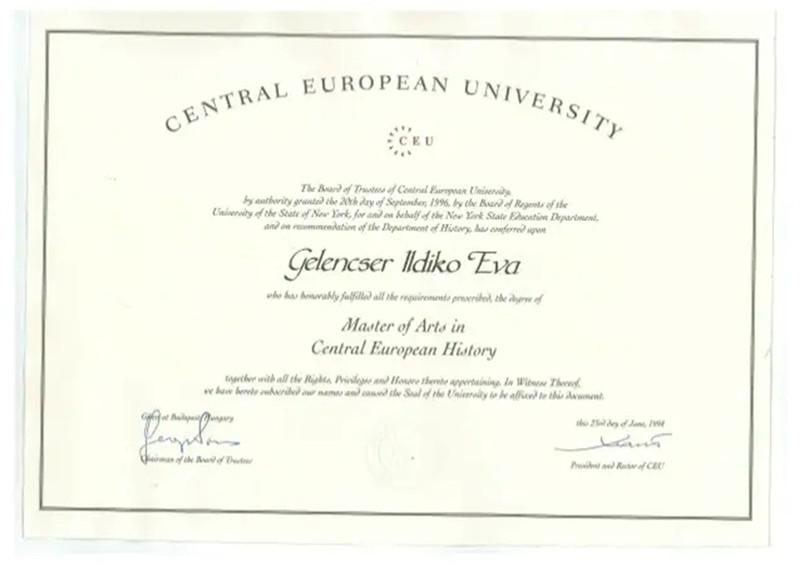 CENTRAL EUROPEAN UNIVERSITY
CEU
The Board of Trustees of Central European University,
by authority granted the 20th day of September, 1996, by the Board of Regents of the
University of the State of New York, for and on behalf of the New York State Education Department,
and on recommendation of the Department of History, has conferred upon
Gelencser Ildiko Eva
who has honorably fulfilled all the requirements prescribed, the degree of
Master of Arts in
Central European History
together with all the Rights, Privileges and Honors thereto appertaining. In Witness Thereof,
we have hereto subscribed our names and caused the Seal of the University to be affixed to this document.
Given at Budapest, Hungary
Chairman of the Board of Trustees
this 23rd day of June, 1994
President and Rector of CEU